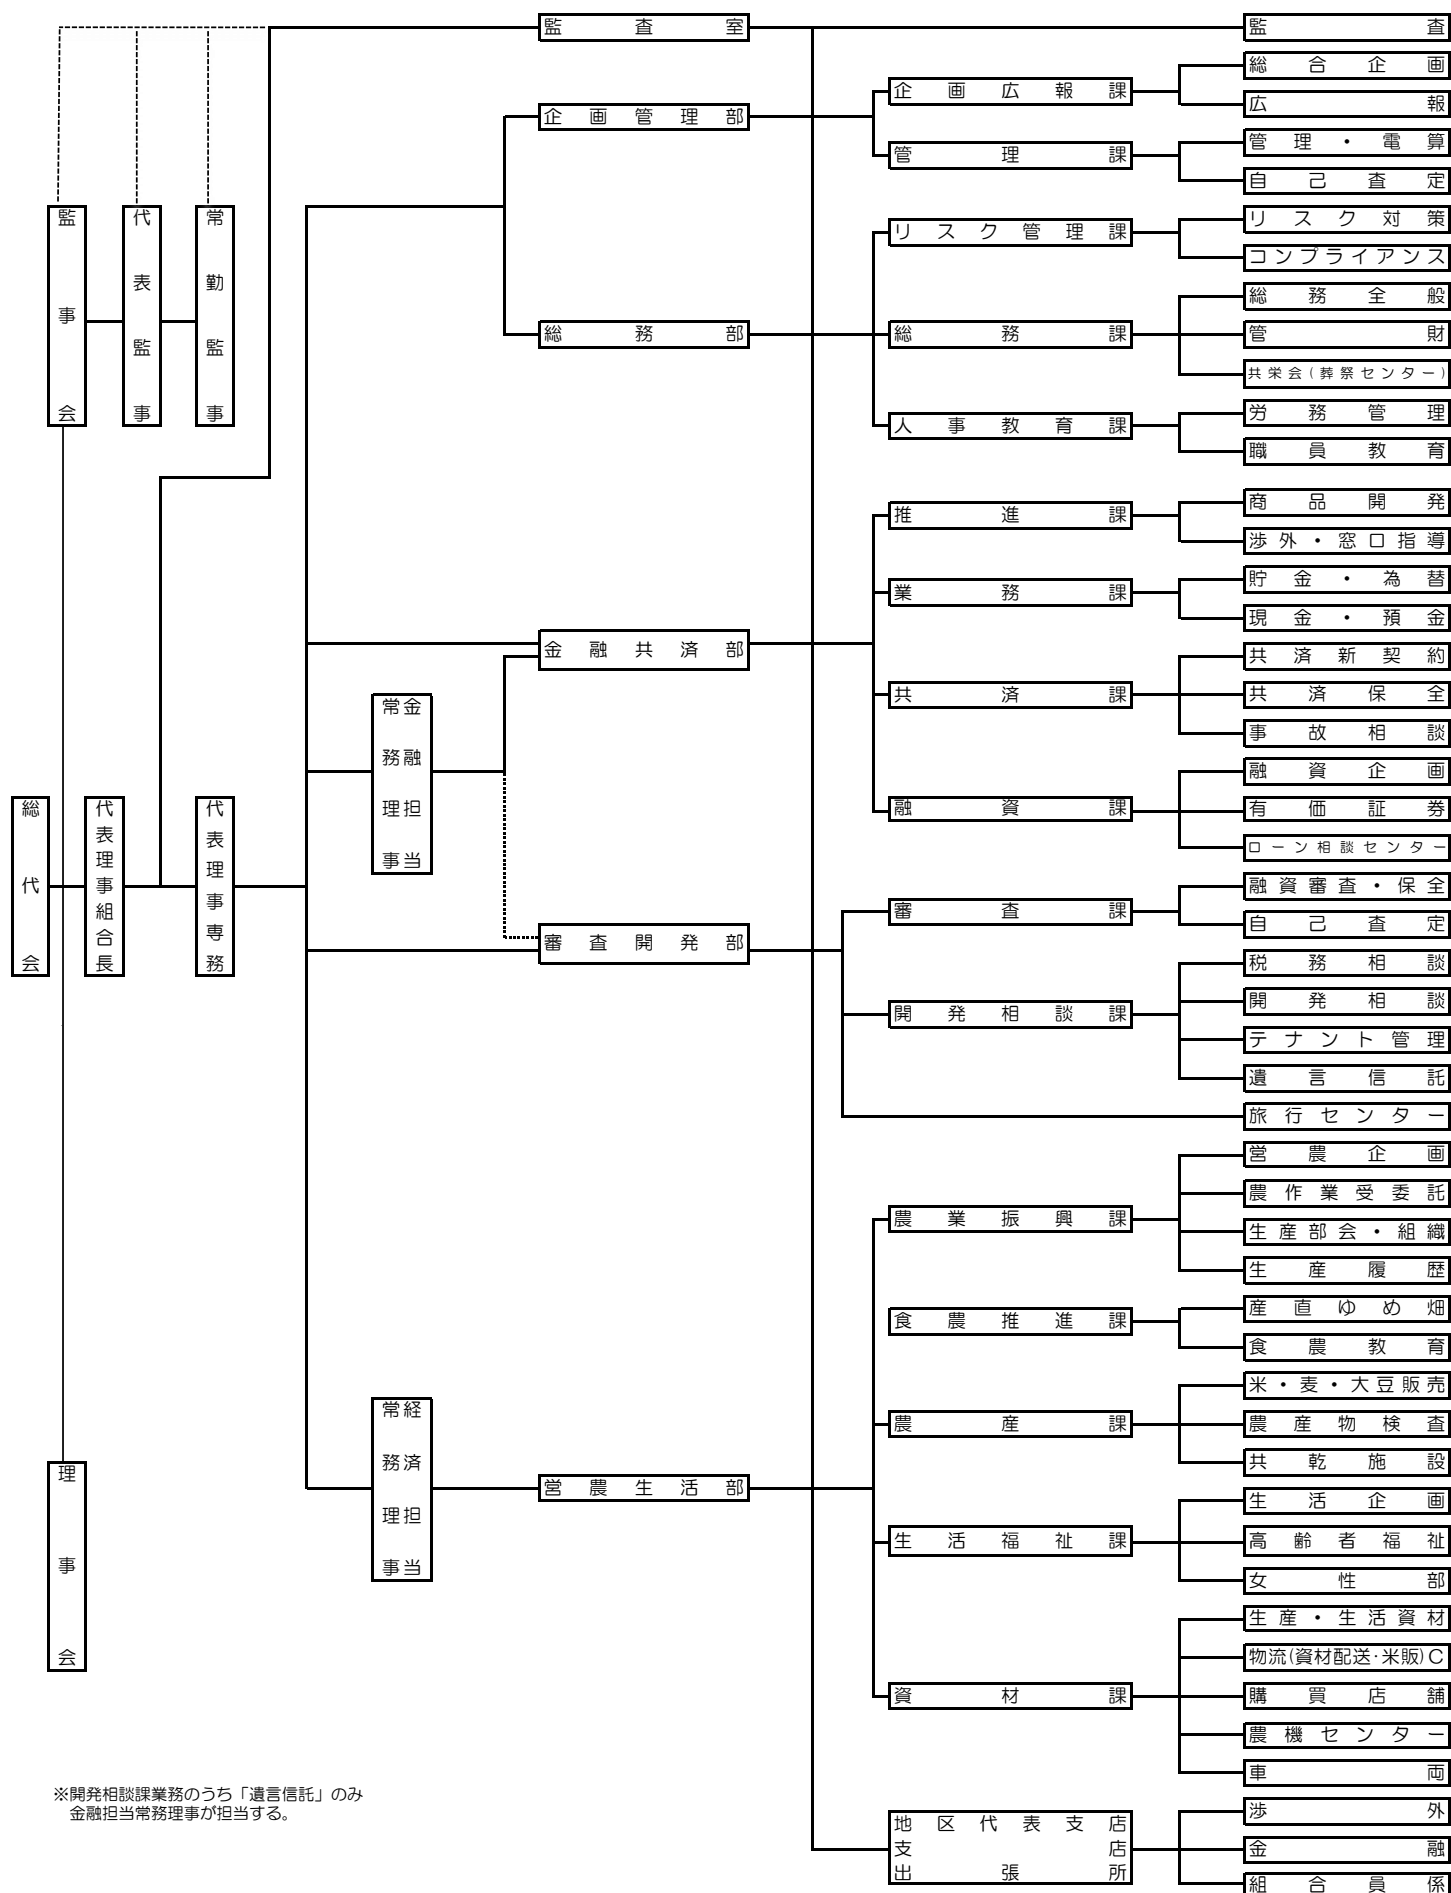 監事会
代表監事
常勤監事
総代会
代表理事組合長
代表理事専務
理事会
金融担当
常務理事
経済担当
常務理事
監査室
企画管理部
総務部
金融共済部
審査開発部
営農生活部
企画広報課
管理課
リスク管理課
総務課
人事教育課
推進課
業務課
共済課
融資課
審査課
開発相談課
農業振興課
食農推進課
農産課
生活福祉課
資材課
地区代表支店
支店
出張所
監査
総合企画
広報
管理・電算
自己査定
リスク対策
コンプライアンス
総務全般
管財
共栄会(葬祭センター)
労務管理
職員教育
商品開発
渉外・窓口指導
貯金・為替
現金・預金
共済新契約
共済保全
事故相談
融資企画
有価証券
ローン相談センター
融資審査・保全
自己査定
税務相談
開発相談
テナント管理
遺言信託
旅行センター
営農企画
農作業受委託
生産部会・組織
生産履歴
産直ゆめ畑
食農教育
米・麦・大豆販売
農産物検査
共乾施設
生活企画
高齢者福祉
女性部
生産・生活資材
物流(資材配送・米販)C
購買店舗
農機センター
車両
渉外
金融
組合員係
※開発相談課業務のうち「遺言信託」のみ
金融担当常務理事が担当する。